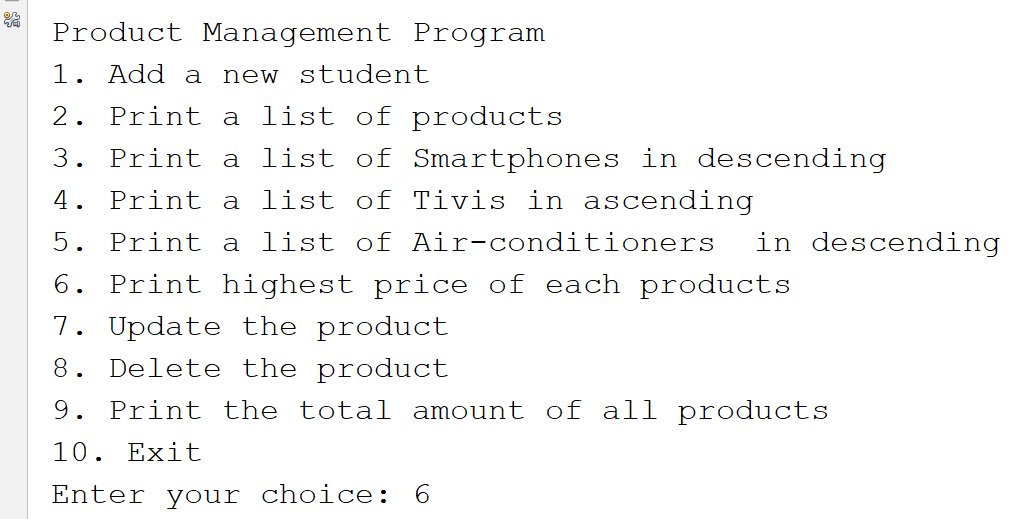 Product Management Program
1. Add a new student
2. Print a list of products
3. Print a list of Smartphones in descending
4. Print a list of Tivis in ascending
5. Print a list of Air-conditioners  in descending
6. Print highest price of each products
7. Update the product
8. Delete the product
9. Print the total amount of all products
10. Exit
Enter your choice: 6